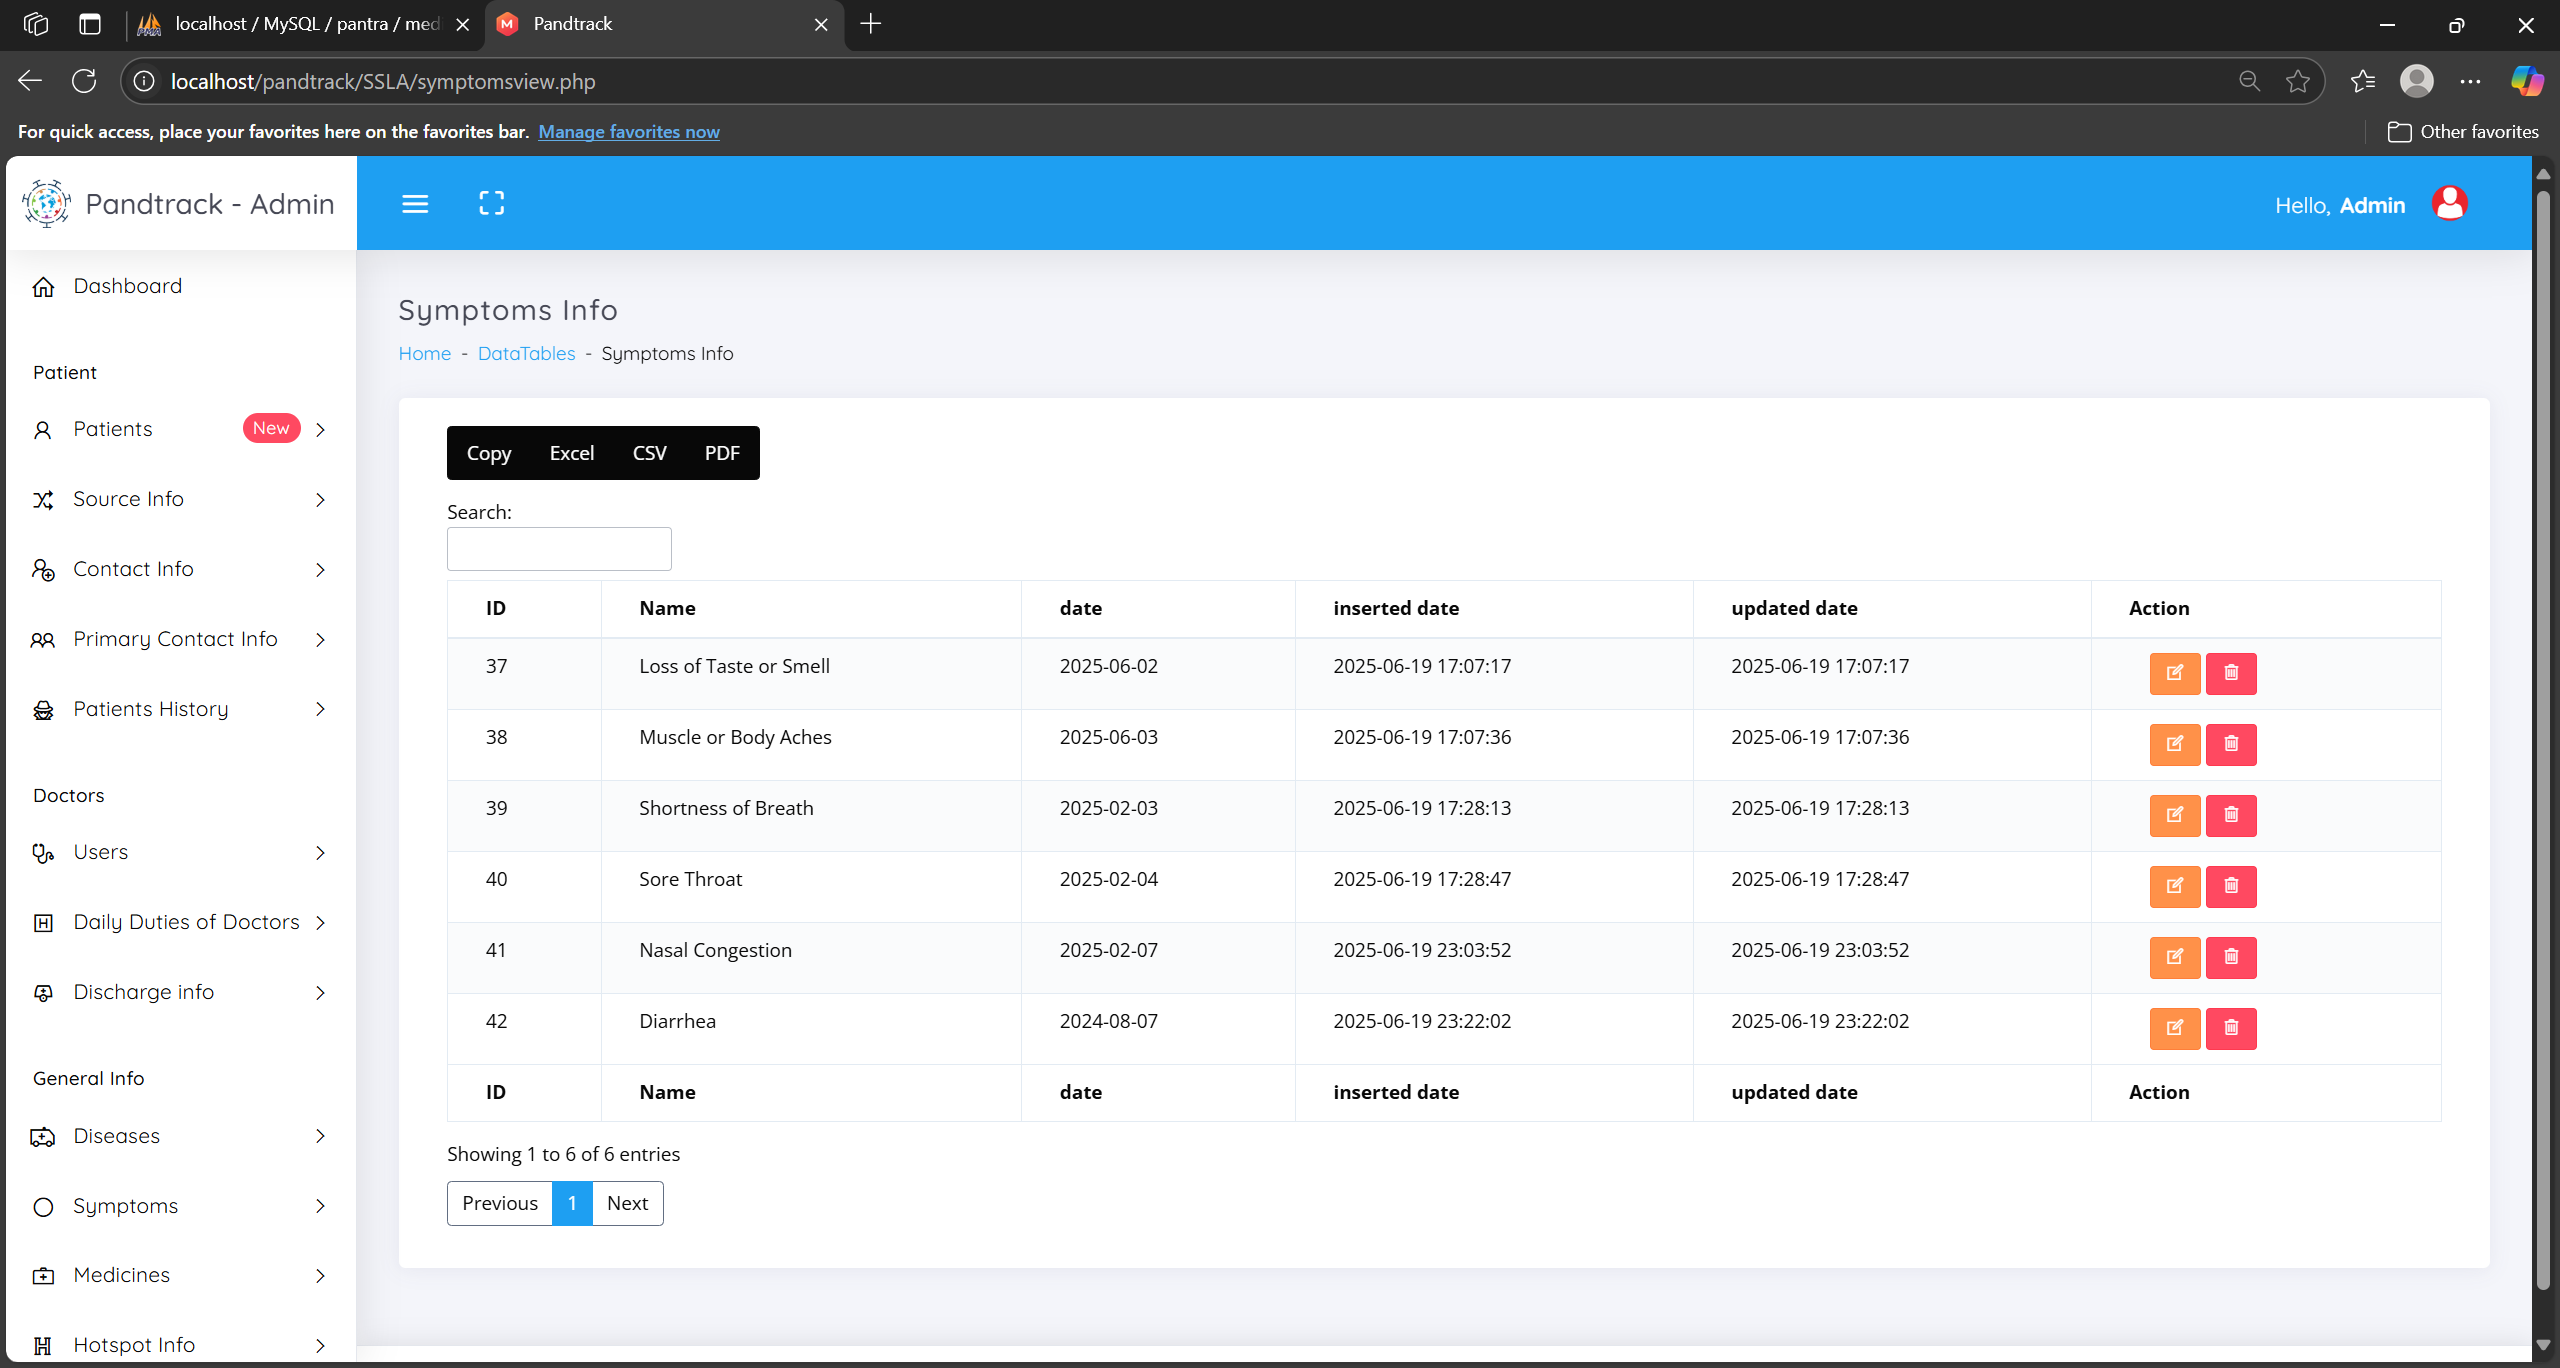 localhost / MySQL / pantra / med
Pandtrack
localhost/pandtrack/SSLA/symptomsview.php
For quick access, place your favorites here on the favorites bar. Manage favorites now
Other favorites
Pandtrack - Admin
Hello, Admin
Dashboard
Patient
Patients New
Source Info
Contact Info
Primary Contact Info
Patients History
Doctors
Users
Daily Duties of Doctors
Discharge info
General Info
Diseases
Symptoms
Medicines
Hotspot Info
Symptoms Info
Home - DataTables - Symptoms Info
Copy Excel CSV PDF
Search:
ID Name date inserted date updated date Action
37 Loss of Taste or Smell 2025-06-02 2025-06-19 17:07:17 2025-06-19 17:07:17
38 Muscle or Body Aches 2025-06-03 2025-06-19 17:07:36 2025-06-19 17:07:36
39 Shortness of Breath 2025-02-03 2025-06-19 17:28:13 2025-06-19 17:28:13
40 Sore Throat 2025-02-04 2025-06-19 17:28:47 2025-06-19 17:28:47
41 Nasal Congestion 2025-02-07 2025-06-19 23:03:52 2025-06-19 23:03:52
42 Diarrhea 2024-08-07 2025-06-19 23:22:02 2025-06-19 23:22:02
ID Name date inserted date updated date Action
Showing 1 to 6 of 6 entries
Previous 1 Next